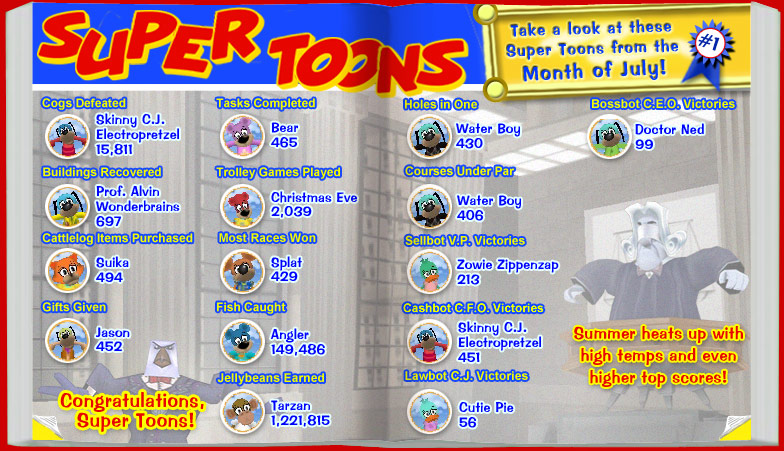 SUPER TOONS
Take a look at these
Super Toons from the
Month of July!
#1
Cogs Defeated
Skinny C.J.
Electropretzel
15,811
Buildings Recovered
Prof. Alvin
Wonderbrains
697
Cattlelog Items Purchased
Suika
494
Gifts Given
Jason
452
Congratulations,
Super Toons!
Tasks Completed
Bear
465
Trolley Games Played
Christmas Eve
2,039
Most Races Won
Splat
429
Fish Caught
Angler
149,486
Jellybeans Earned
Tarzan
1,221,815
Holes in One
Water Boy
430
Courses Under Par
Water Boy
406
Sellbot V.P. Victories
Zowie Zippenzap
213
Cashbot C.F.O. Victories
Skinny C.J.
Electropretzel
451
Lawbot C.J. Victories
Cutie Pie
56
Bossbot C.E.O. Victories
Doctor Ned
99
Summer heats up with
high temps and even
higher top scores!